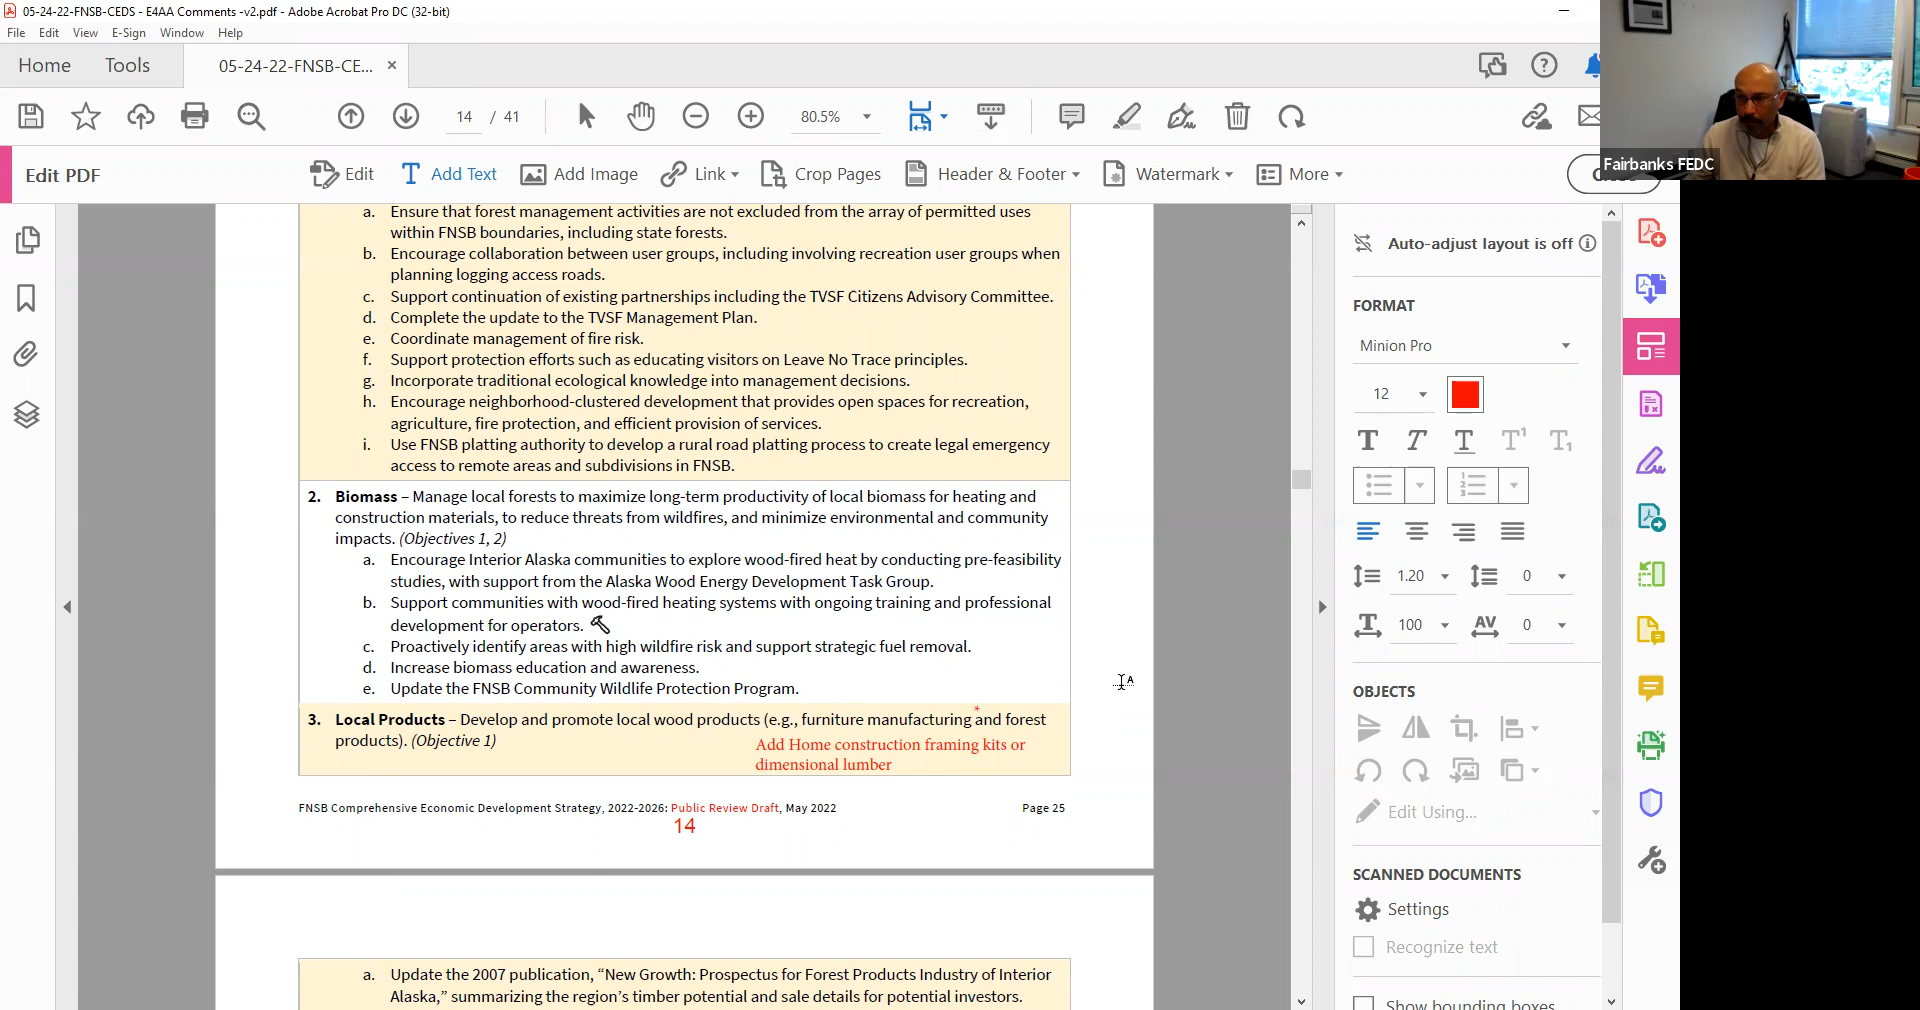 05-24-22-FNSB-CEDS - E4AA Comments -v2.pdf - Adobe Acrobat Pro DC (32-bit)
File Edit View E-Sign Window Help
Home Tools 05-24-22-FNSB-CE... ×
14 / 41 80.5%
Fairbanks FEDC
Edit PDF Edit Add Text Add Image Link Crop Pages Header & Footer Watermark More
a. Ensure that forest management activities are not excluded from the array of permitted uses
within FNSB boundaries, including state forests.
b. Encourage collaboration between user groups, including involving recreation user groups when
planning logging access roads.
c. Support continuation of existing partnerships including the TVSF Citizens Advisory Committee.
d. Complete the update to the TVSF Management Plan.
e. Coordinate management of fire risk.
f. Support protection efforts such as educating visitors on Leave No Trace principles.
g. Incorporate traditional ecological knowledge into management decisions.
h. Encourage neighborhood-clustered development that provides open spaces for recreation,
agriculture, fire protection, and efficient provision of services.
i. Use FNSB platting authority to develop a rural road platting process to create legal emergency
access to remote areas and subdivisions in FNSB.
2. Biomass – Manage local forests to maximize long-term productivity of local biomass for heating and
construction materials, to reduce threats from wildfires, and minimize environmental and community
impacts. (Objectives 1, 2)
a. Encourage Interior Alaska communities to explore wood-fired heat by conducting pre-feasibility
studies, with support from the Alaska Wood Energy Development Task Group.
b. Support communities with wood-fired heating systems with ongoing training and professional
development for operators.
c. Proactively identify areas with high wildfire risk and support strategic fuel removal.
d. Increase biomass education and awareness.
e. Update the FNSB Community Wildlife Protection Program.
3. Local Products – Develop and promote local wood products (e.g., furniture manufacturing * and forest
products). (Objective 1)
Add Home construction framing kits or
dimensional lumber
FNSB Comprehensive Economic Development Strategy, 2022-2026: Public Review Draft, May 2022 Page 25
14
a. Update the 2007 publication, “New Growth: Prospectus for Forest Products Industry of Interior
Alaska,” summarizing the region’s timber potential and sale details for potential investors.
Auto-adjust layout is off
FORMAT
Minion Pro
12
T T T T¹ T₁
1.20 0
100 AV 0
OBJECTS
Edit Using...
SCANNED DOCUMENTS
Settings
Recognize text
Show bounding boxes